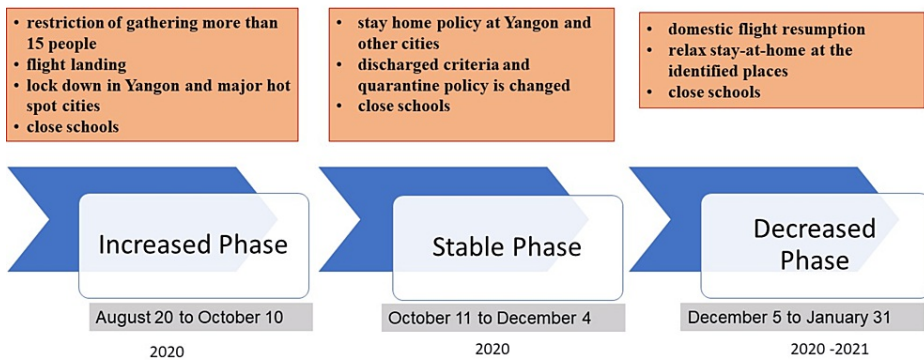 • restriction of gathering more than
15 people
• flight landing
• lock down in Yangon and major hot
spot cities
• close schools
• stay home policy at Yangon and
other cities
• discharged criteria and
quarantine policy is changed
• close schools
• domestic flight resumption
• relax stay-at-home at the
identified places
• close schools
Increased Phase
Stable Phase
Decreased
Phase
August 20 to October 10
October 11 to December 4
December 5 to January 31
2020
2020
2020 -2021